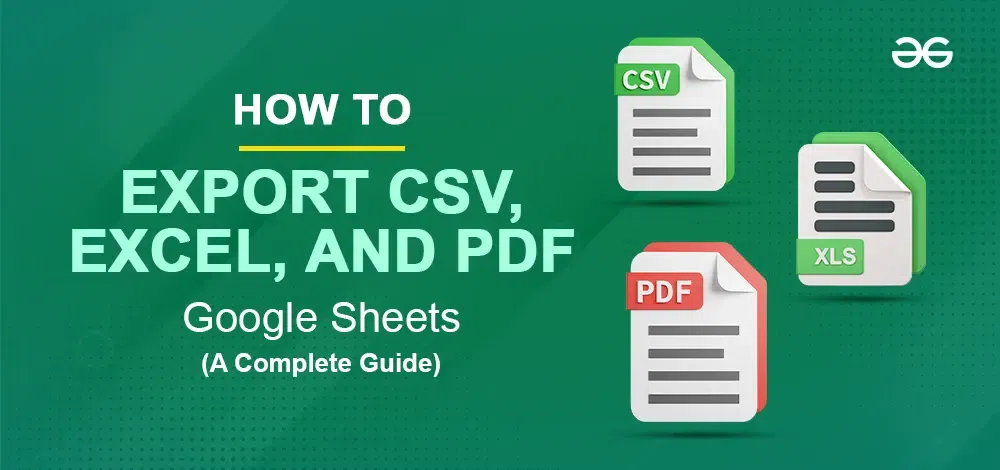 HOW TO
EXPORT CSV,
EXCEL, AND PDF
Google Sheets
(A Complete Guide)
CSV
XLS
PDF